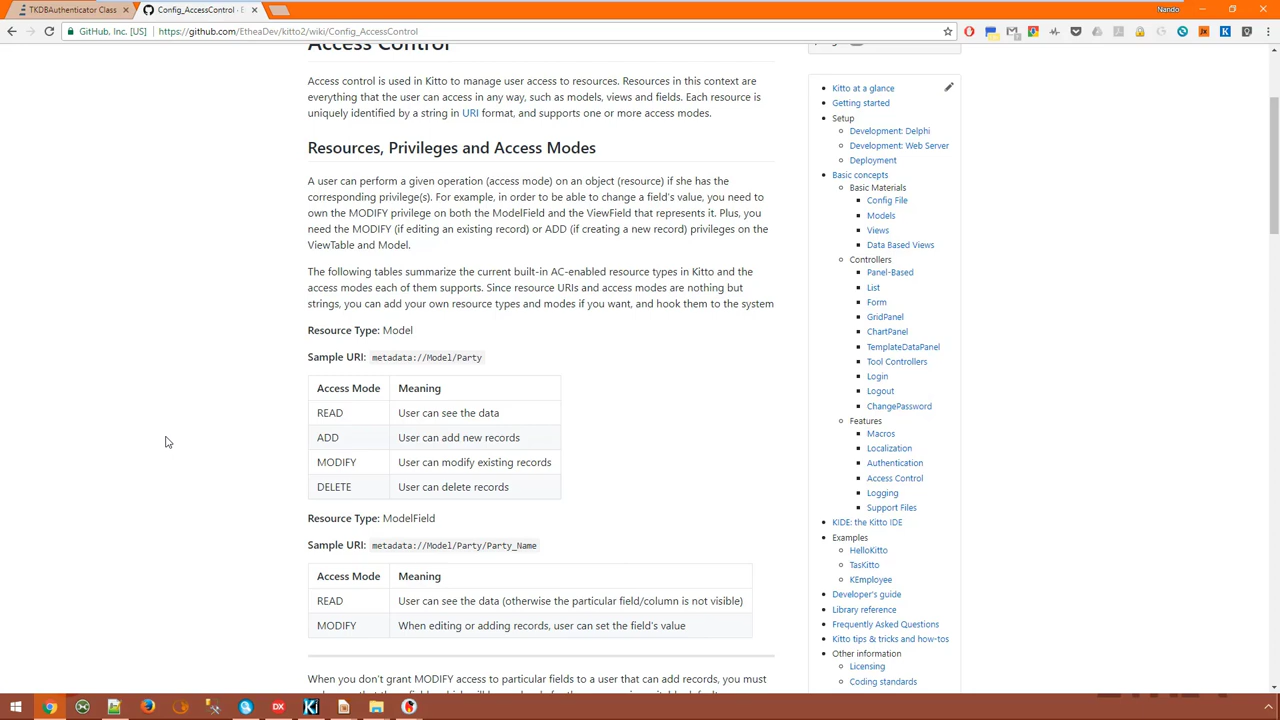 TKDBAuthenticator Class
Config_AccessControl · E
Nando
GitHub, Inc. [US]
https://github.com/EtheaDev/kitto2/wiki/Config_AccessControl
Access Control
Access control is used in Kitto to manage user access to resources. Resources in this context are
everything that the user can access in any way, such as models, views and fields. Each resource is
uniquely identified by a string in URI format, and supports one or more access modes.
Resources, Privileges and Access Modes
A user can perform a given operation (access mode) on an object (resource) if she has the
corresponding privilege(s). For example, in order to be able to change a field's value, you need to
own the MODIFY privilege on both the ModelField and the ViewField that represents it. Plus, you
need the MODIFY (if editing an existing record) or ADD (if creating a new record) privileges on the
ViewTable and Model.
The following tables summarize the current built-in AC-enabled resource types in Kitto and the
access modes each of them supports. Since resource URIs and access modes are nothing but
strings, you can add your own resource types and modes if you want, and hook them to the system
Resource Type: Model
Sample URI: metadata://Model/Party
Access Mode Meaning
READ User can see the data
ADD User can add new records
MODIFY User can modify existing records
DELETE User can delete records
Resource Type: ModelField
Sample URI: metadata://Model/Party/Party_Name
Access Mode Meaning
READ User can see the data (otherwise the particular field/column is not visible)
MODIFY When editing or adding records, user can set the field's value
When you don't grant MODIFY access to particular fields to a user that can add records, you must
Kitto at a glance
Getting started
Setup
Development: Delphi
Development: Web Server
Deployment
Basic concepts
Basic Materials
Config File
Models
Views
Data Based Views
Controllers
Panel-Based
List
Form
GridPanel
ChartPanel
TemplateDataPanel
Tool Controllers
Login
Logout
ChangePassword
Features
Macros
Localization
Authentication
Access Control
Logging
Support Files
KIDE: the Kitto IDE
Examples
HelloKitto
TasKitto
KEmployee
Developer's guide
Library reference
Frequently Asked Questions
Kitto tips & tricks and how-tos
Other information
Licensing
Coding standards